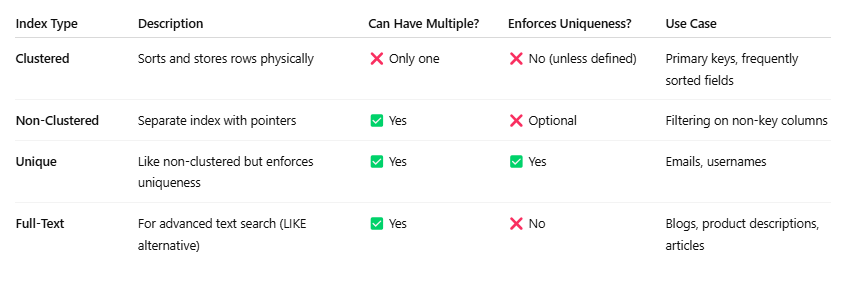 Index Type Description Can Have Multiple? Enforces Uniqueness? Use Case
Clustered Sorts and stores rows physically ❌ Only one ❌ No (unless defined) Primary keys, frequently
sorted fields
Non-Clustered Separate index with pointers ✅ Yes ❌ Optional Filtering on non-key columns
Unique Like non-clustered but enforces ✅ Yes ✅ Yes Emails, usernames
uniqueness
Full-Text For advanced text search (LIKE ✅ Yes ❌ No Blogs, product descriptions,
alternative) articles